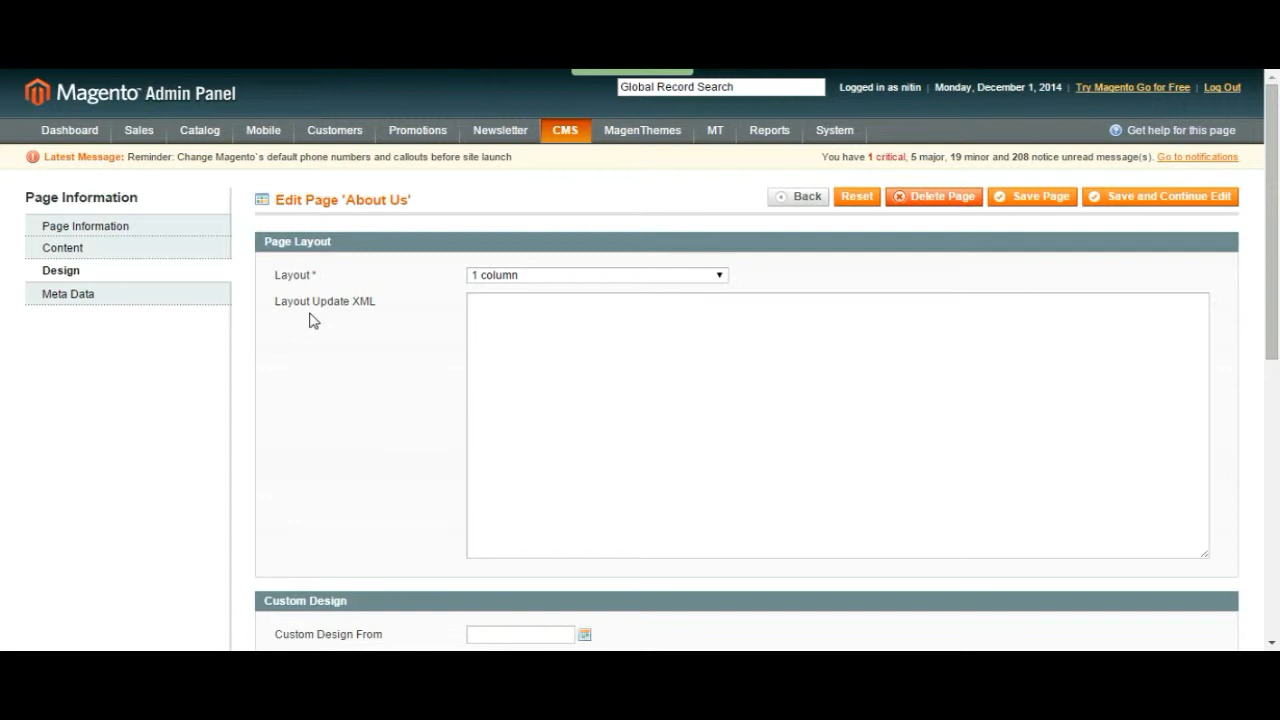 Magento Admin Panel
Global Record Search
Logged in as nitin | Monday, December 1, 2014 | Try Magento Go for Free | Log Out
Dashboard Sales Catalog Mobile Customers Promotions Newsletter CMS MagenThemes MT Reports System Get help for this page
Latest Message: Reminder: Change Magento`s default phone numbers and callouts before site launch You have 1 critical, 5 major, 19 minor and 208 notice unread message(s). Go to notifications
Page Information
Page Information
Content
Design
Meta Data
Edit Page 'About Us' Back Reset Delete Page Save Page Save and Continue Edit
Page Layout
Layout * 1 column
Layout Update XML
Custom Design
Custom Design From